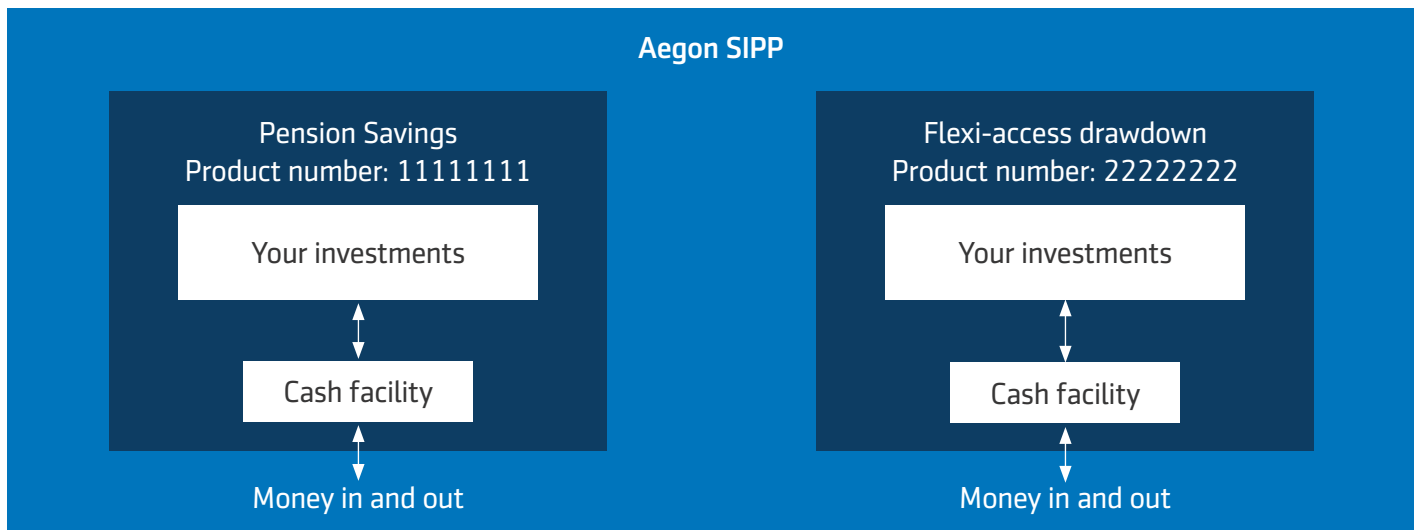 Aegon SIPP
Pension Savings
Product number: 11111111
Your investments
Cash facility
Money in and out
Flexi-access drawdown
Product number: 22222222
Your investments
Cash facility
Money in and out